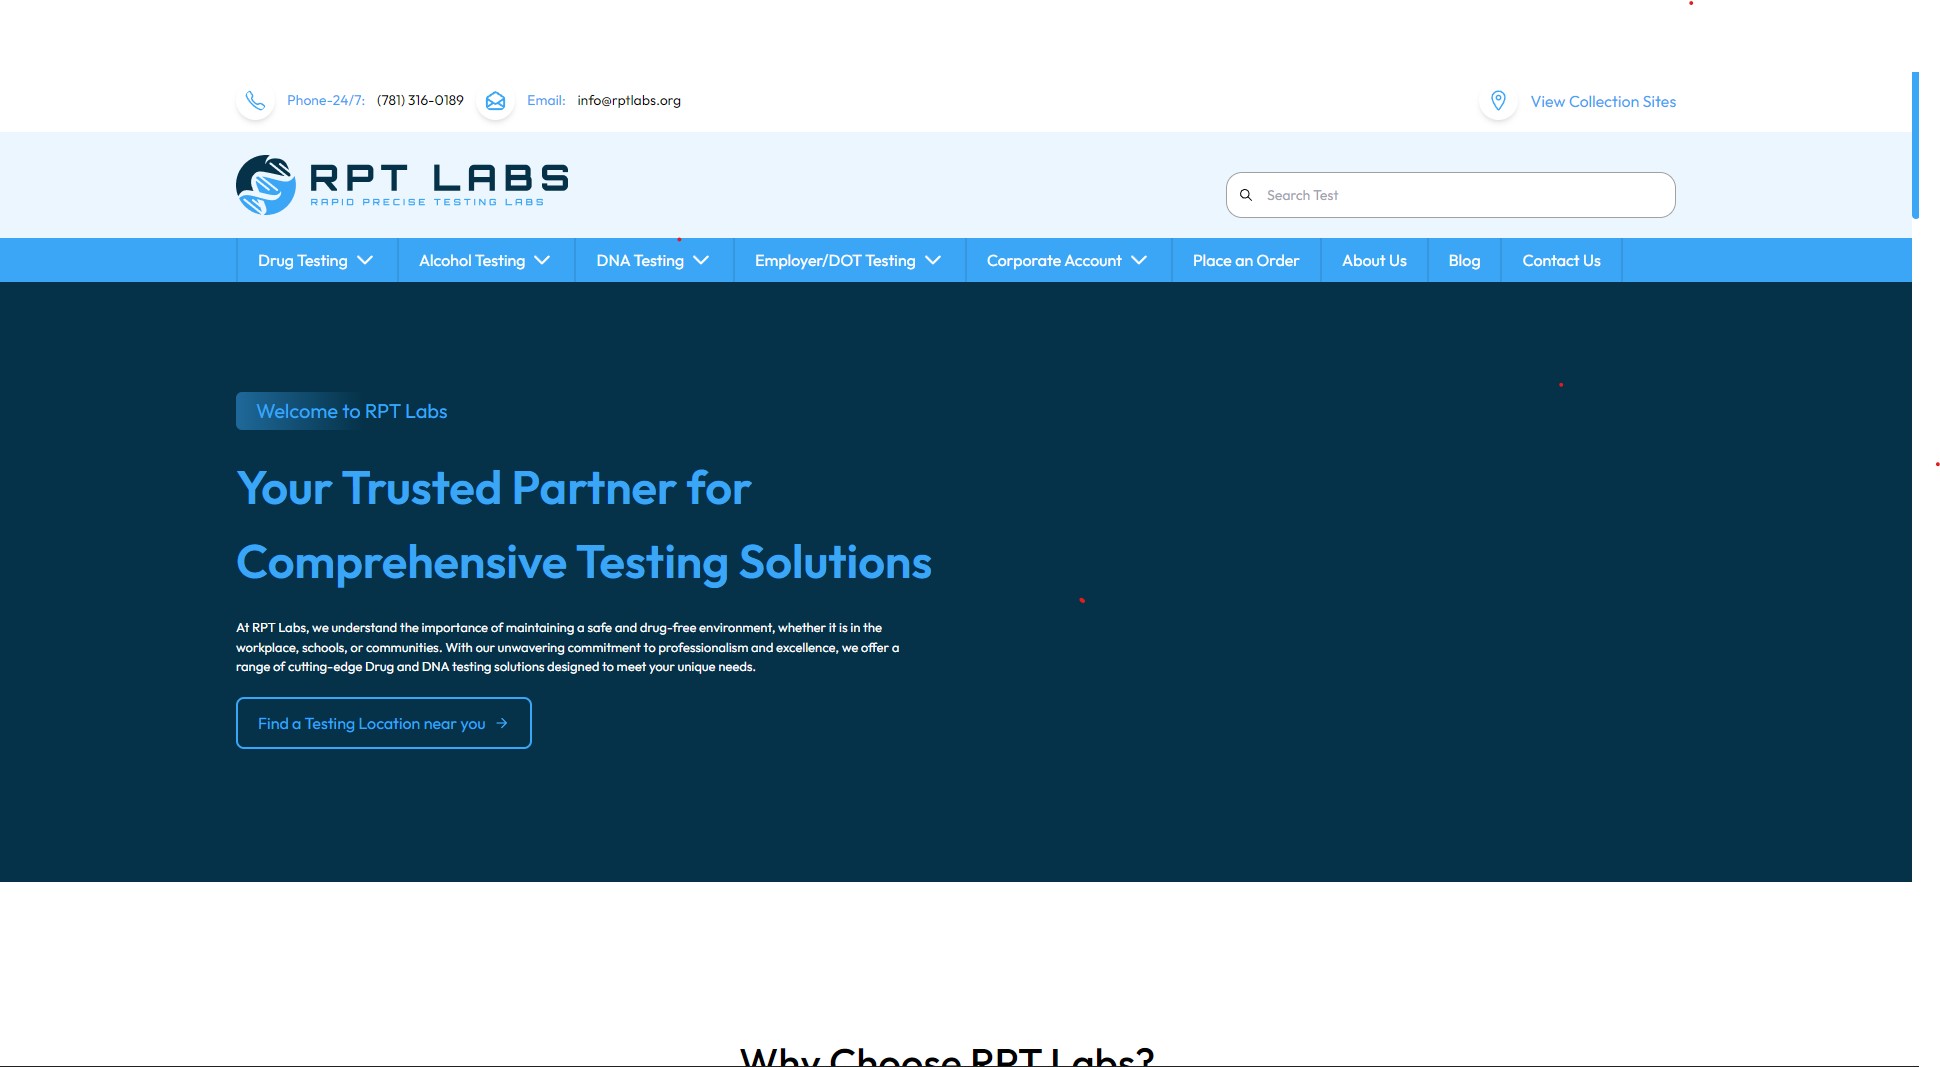 Phone-24/7: (781) 316-0189 Email: info@rptlabs.org View Collection Sites
RPT LABS
RAPID PRECISE TESTING LABS
Search Test
Drug Testing Alcohol Testing DNA Testing Employer/DOT Testing Corporate Account Place an Order About Us Blog Contact Us
Welcome to RPT Labs
Your Trusted Partner for
Comprehensive Testing Solutions
At RPT Labs, we understand the importance of maintaining a safe and drug-free environment, whether it is in the
workplace, schools, or communities. With our unwavering commitment to professionalism and excellence, we offer a
range of cutting-edge Drug and DNA testing solutions designed to meet your unique needs.
Find a Testing Location near you
Why Choose RPT Labs?